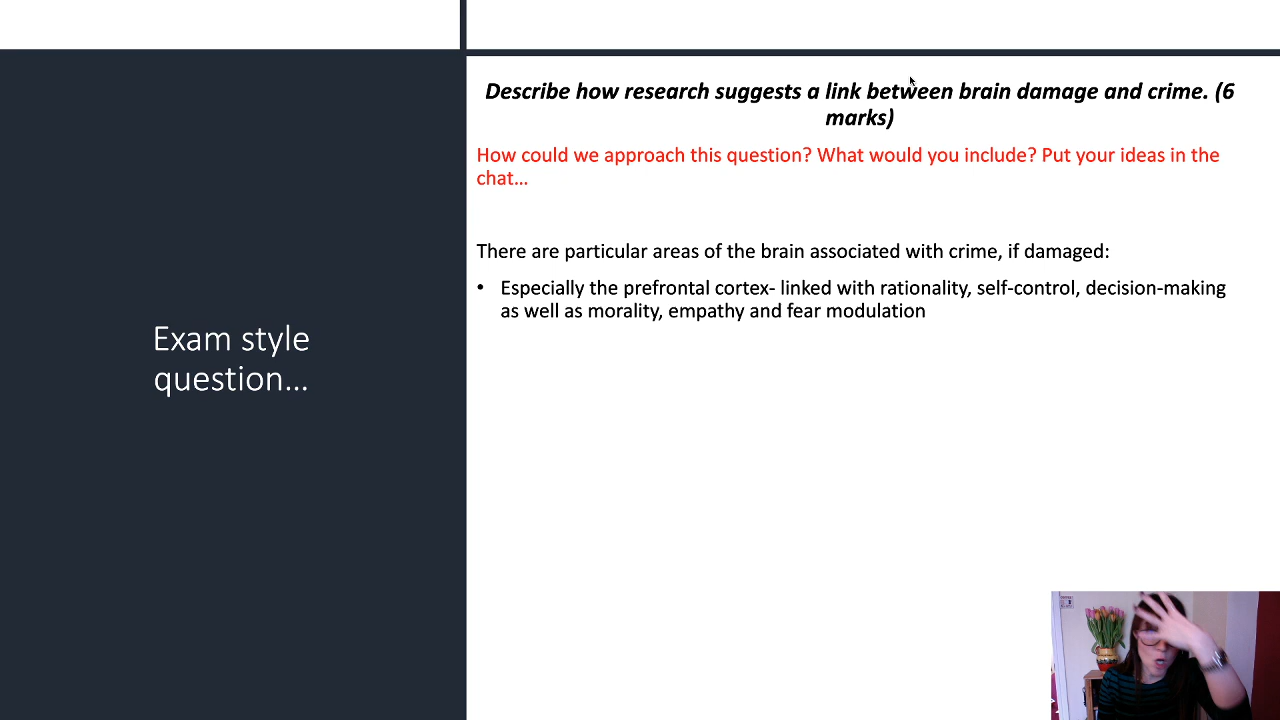 Describe how research suggests a link between brain damage and crime. (6
marks)
How could we approach this question? What would you include? Put your ideas in the
chat…
There are particular areas of the brain associated with crime, if damaged:
• Especially the prefrontal cortex- linked with rationality, self-control, decision-making
as well as morality, empathy and fear modulation
Exam style
question…